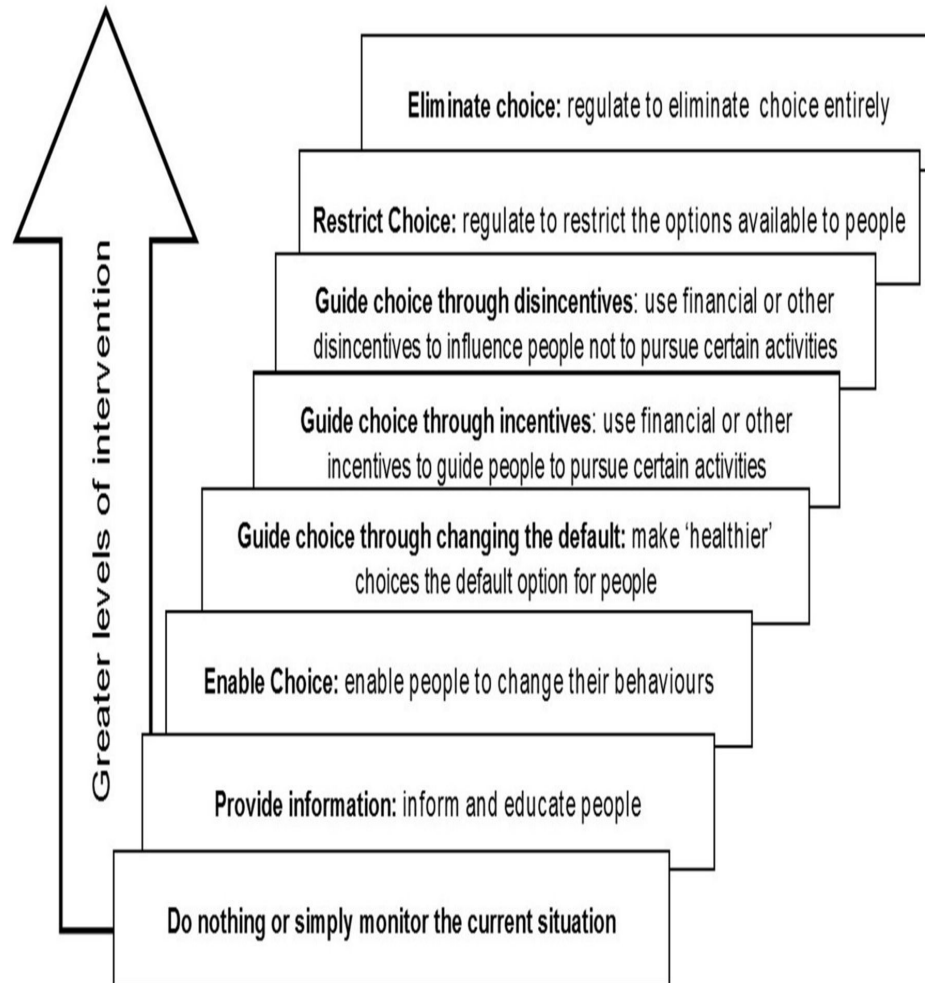 Eliminate choice: regulate to eliminate choice entirely
Restrict Choice: regulate to restrict the options available to people
Guide choice through disincentives: use financial or other
disincentives to influence people not to pursue certain activities
Guide choice through incentives: use financial or other
incentives to guide people to pursue certain activities
Guide choice through changing the default: make ‘healthier’
choices the default option for people
Enable Choice: enable people to change their behaviours
Provide information: inform and educate people
Do nothing or simply monitor the current situation
Greater levels of intervention